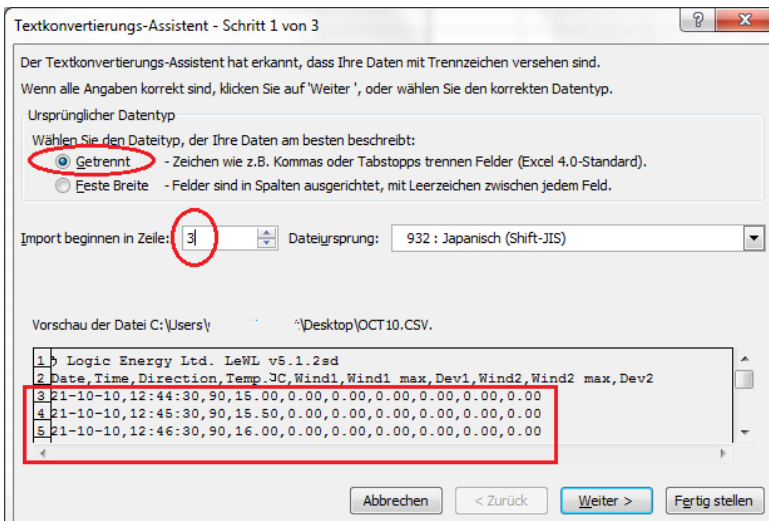 Textkonvertierungs-Assistent - Schritt 1 von 3
Der Textkonvertierungs-Assistent hat erkannt, dass Ihre Daten mit Trennzeichen versehen sind.
Wenn alle Angaben korrekt sind, klicken Sie auf 'Weiter ', oder wählen Sie den korrekten Datentyp.
Ursprünglicher Datentyp
Wählen Sie den Dateityp, der Ihre Daten am besten beschreibt:
Getrennt - Zeichen wie z.B. Kommas oder Tabstopps trennen Felder (Excel 4.0-Standard).
Feste Breite - Felder sind in Spalten ausgerichtet, mit Leerzeichen zwischen jedem Feld.
Import beginnen in Zeile: 3 Dateiursprung: 932 : Japanisch (Shift-JIS)
Vorschau der Datei C:\Users\ \Desktop\OCT10.CSV.
1 Logic Energy Ltd. LeWL v5.1.2sd
2 Date,Time,Direction,Temp.︎C,Wind1,Wind1 max,Dev1,Wind2,Wind2 max,Dev2
3 21-10-10,12:44:30,90,15.00,0.00,0.00,0.00,0.00,0.00,0.00
4 21-10-10,12:45:30,90,15.50,0.00,0.00,0.00,0.00,0.00,0.00
5 21-10-10,12:46:30,90,16.00,0.00,0.00,0.00,0.00,0.00,0.00
Abbrechen < Zurück Weiter > Fertig stellen